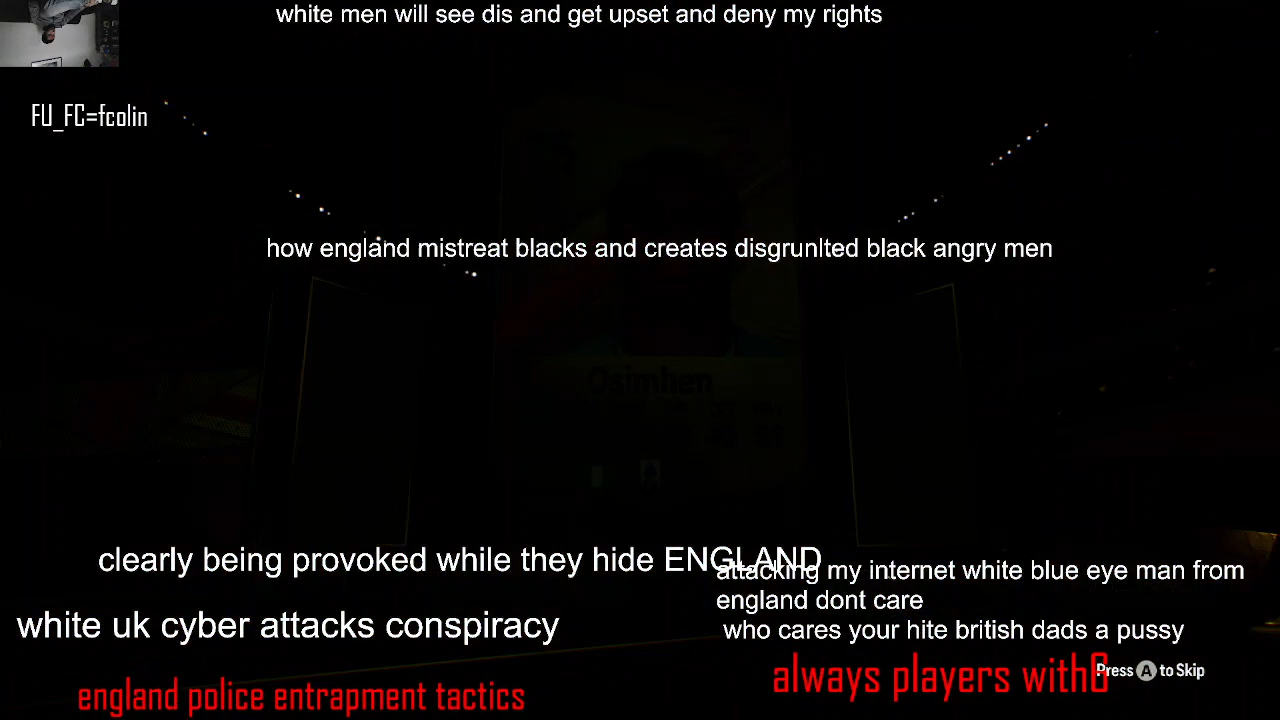 white men will see dis and get upset and deny my rights
FU_FC=fcolin
how england mistreat blacks and creates disgrunlted black angry men
Osimhen
clearly being provoked while they hide ENGLAND
attacking my internet white blue eye man from
england dont care
white uk cyber attacks conspiracy
who cares your hite british dads a pussy
always players with6
Press A to Skip
england police entrapment tactics